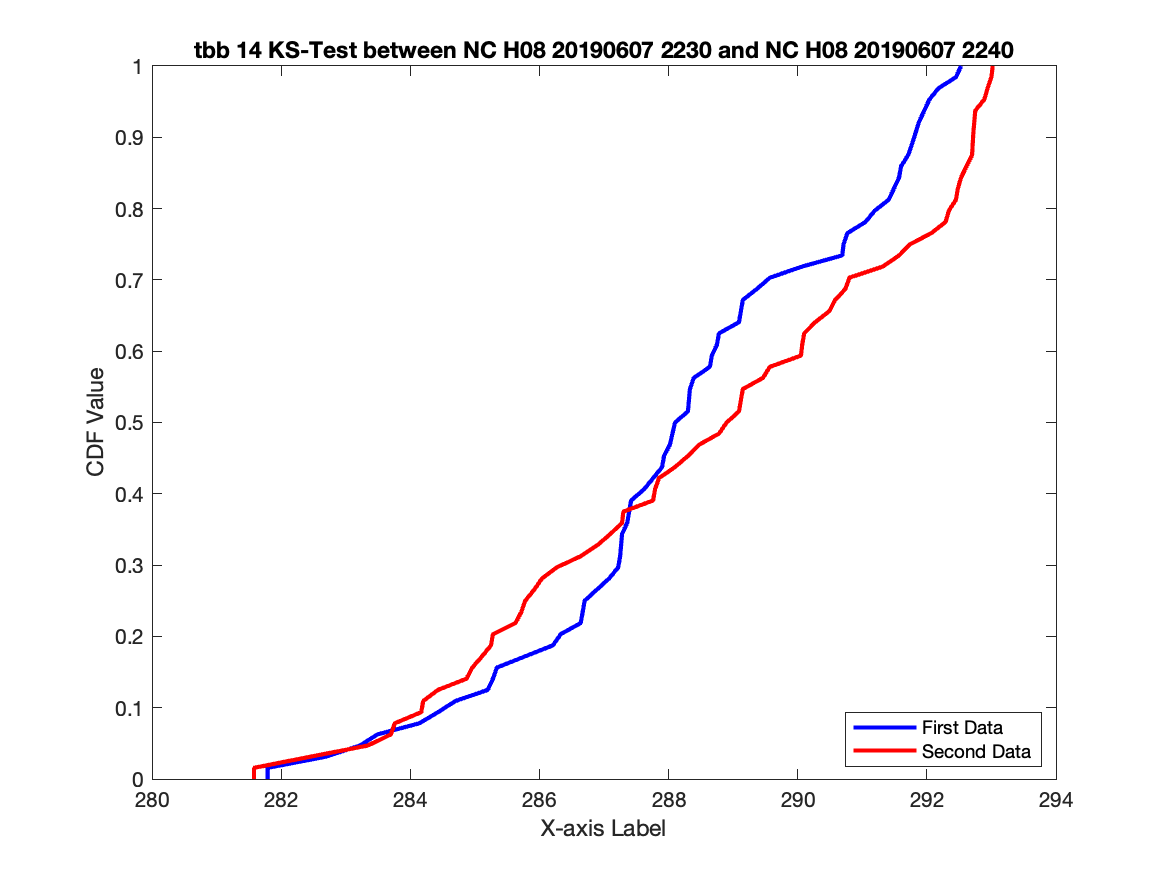 tbb 14 KS-Test between NC H08 20190607 2230 and NC H08 20190607 2240
1
0.9
0.8
0.7
0.6
0.5
0.4
0.3
0.2
0.1
0
CDF Value
280 282 284 286 288 290 292 294
X-axis Label
First Data
Second Data